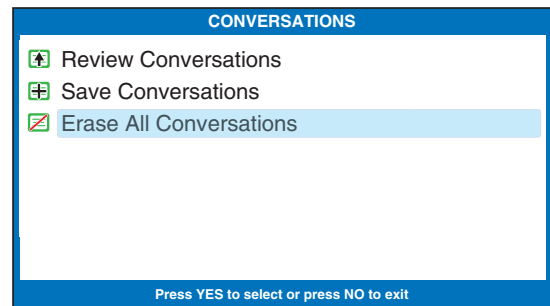 CONVERSATIONS
Review Conversations
Save Conversations
Erase All Conversations
Press YES to select or press NO to exit